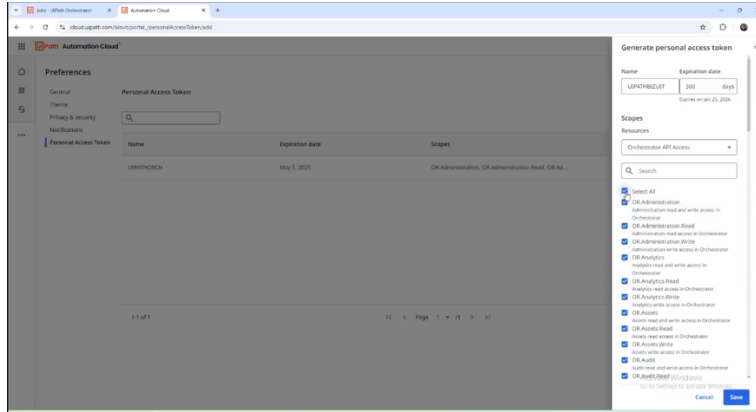 Jobs - UiPath Orchestrator
Automation Cloud
cloud.uipath.com/bizuit/portal_/personalAccessToken/add
UiPath Automation Cloud
Preferences
General
Theme
Privacy & security
Notifications
Personal Access Token
Personal Access Token
Name Expiration date Scopes
UIPATHORCH May 5, 2025 OR.Administration, OR.Administration.Read, OR.Ad...
1-1 of 1
Page 1 /1
Generate personal access token
Name Expiration date
UIPATHBIZUIT 360 days
Expires on Jan 25, 2026
Scopes
Resources
Orchestrator API Access
Search
Select All
OR.Administration
Administration read and write access in
Orchestrator
OR.Administration.Read
Administration read access in Orchestrator
OR.Administration.Write
Administration write access in Orchestrator
OR.Analytics
Analytics read and write access in
Orchestrator
OR.Analytics.Read
Analytics read access in Orchestrator
OR.Analytics.Write
Analytics write access in Orchestrator
OR.Assets
Assets read and write access in Orchestrator
OR.Assets.Read
Assets read access in Orchestrator
OR.Assets.Write
Assets write access in Orchestrator
OR.Audit
Audit read and write access in Orchestrator
OR.Audit.Read
Activate Windows
Go to Settings to activate Windows.
Cancel Save